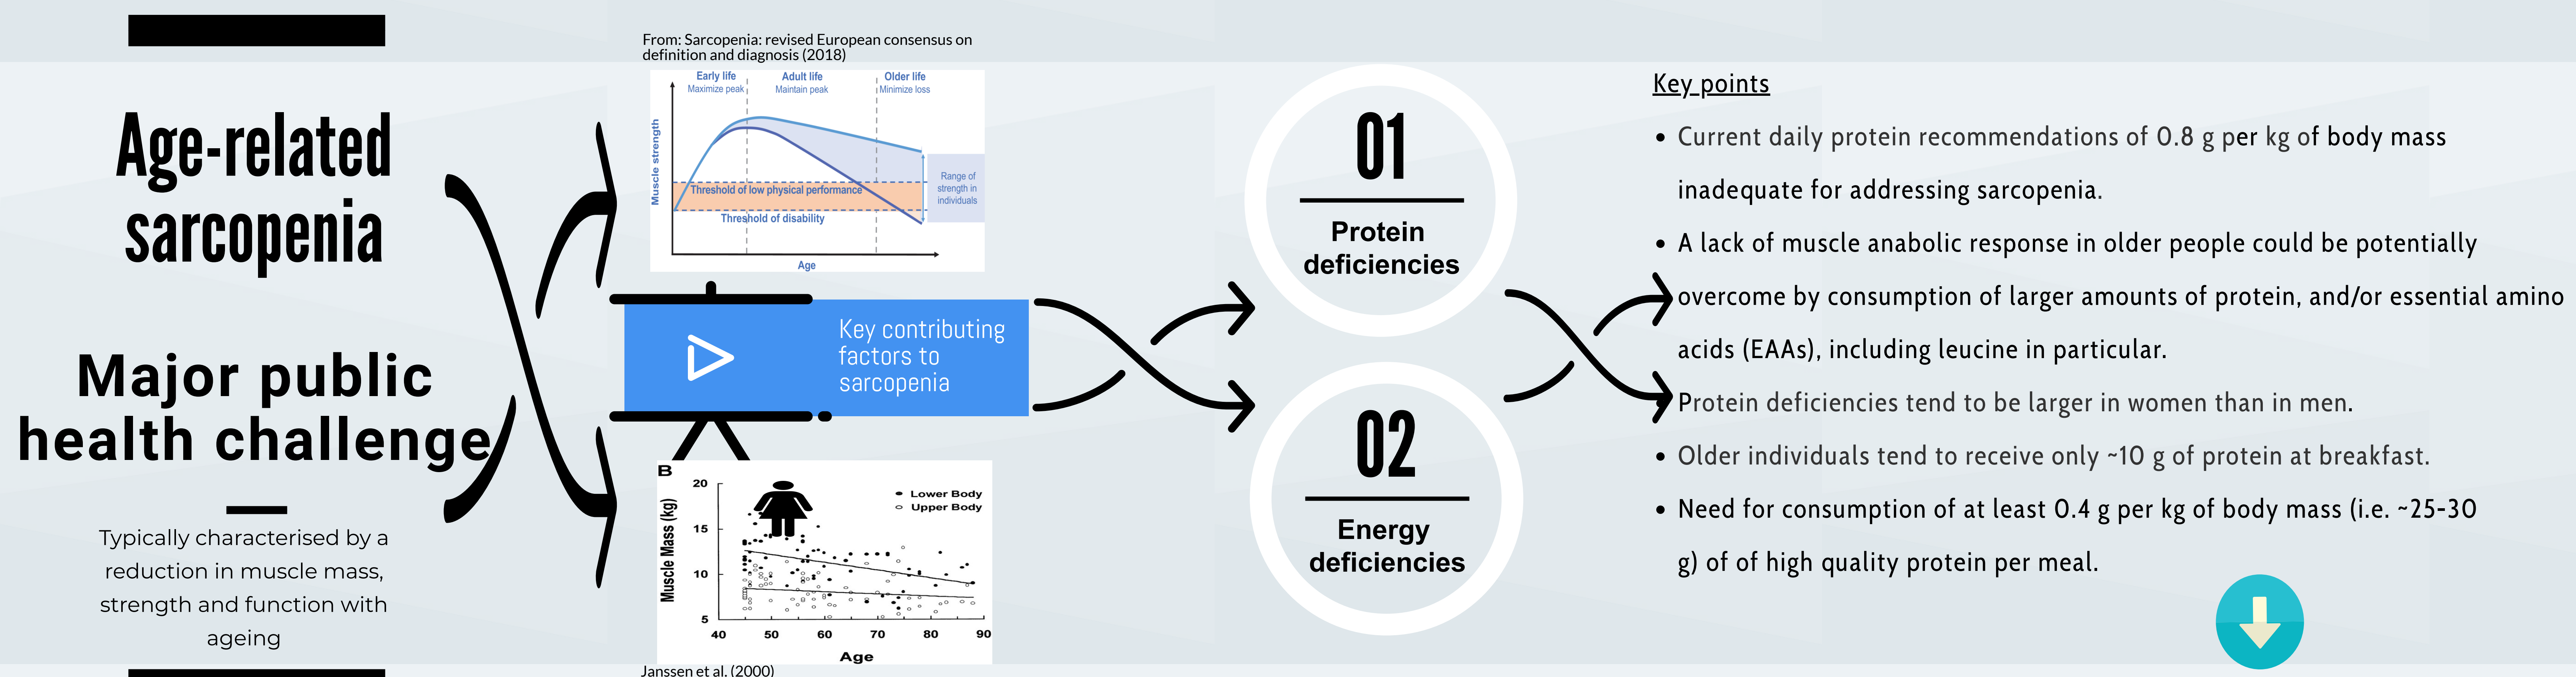 Age-related
sarcopenia
Major public
health challenge
Typically characterised by a
reduction in muscle mass,
strength and function with
ageing
From: Sarcopenia: revised European consensus on
definition and diagnosis (2018)
Early life
Maximize peak
Adult life
Maintain peak
Older life
Minimize loss
Muscle strength
Threshold of low physical performance
Threshold of disability
Range of
strength in
individuals
Age
Key contributing
factors to
sarcopenia
B
Muscle Mass (kg)
20
15
10
5
Lower Body
Upper Body
40 50 60 70 80 90
Age
Janssen et al. (2000)
01
Protein
deficiencies
02
Energy
deficiencies
Key points
• Current daily protein recommendations of 0.8 g per kg of body mass
inadequate for addressing sarcopenia.
• A lack of muscle anabolic response in older people could be potentially
overcome by consumption of larger amounts of protein, and/or essential amino
acids (EAAs), including leucine in particular.
• Protein deficiencies tend to be larger in women than in men.
• Older individuals tend to receive only ~10 g of protein at breakfast.
• Need for consumption of at least 0.4 g per kg of body mass (i.e. ~25-30
g) of of high quality protein per meal.